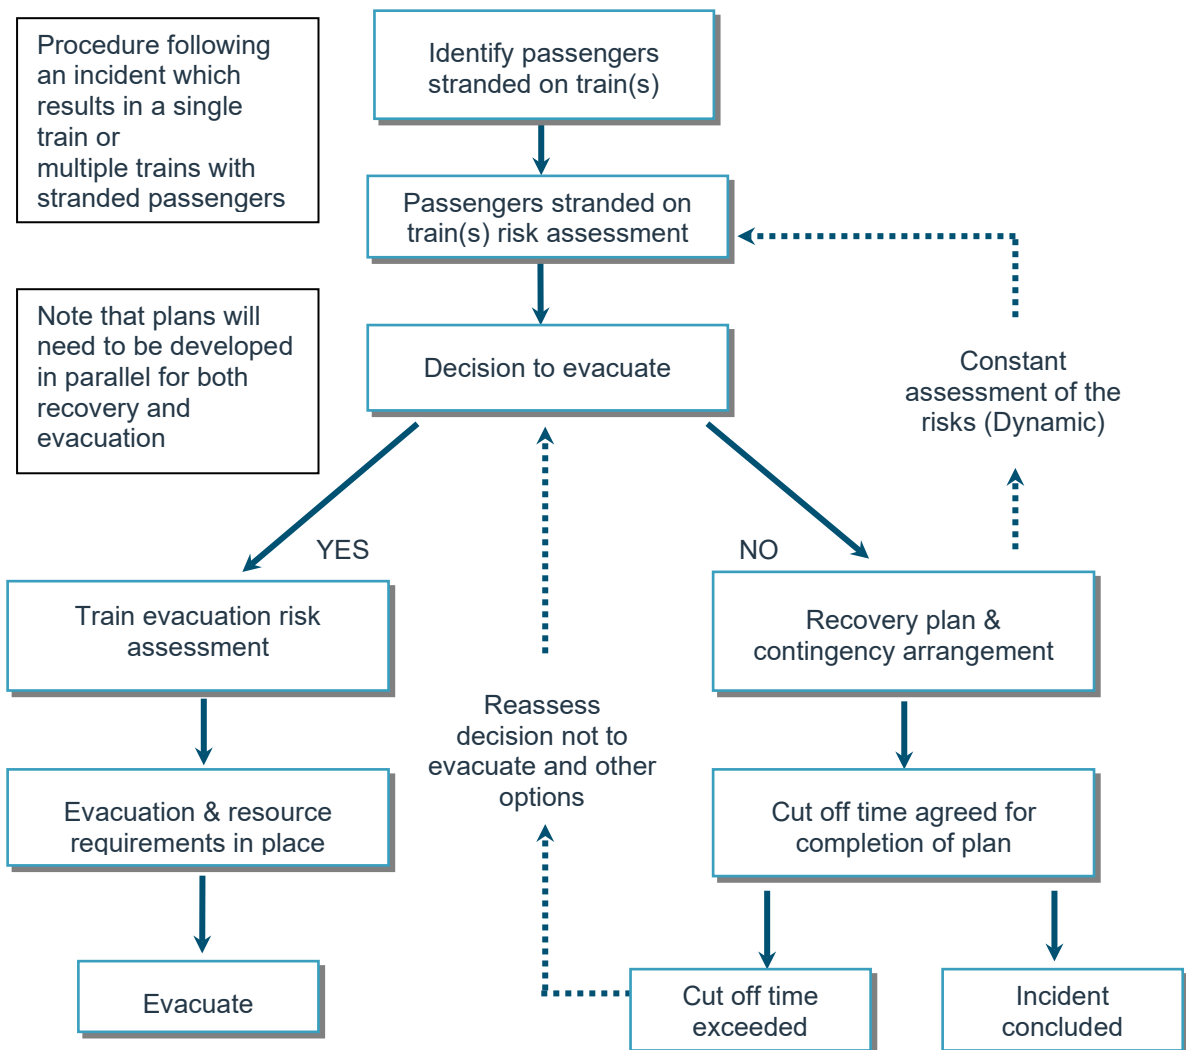 Procedure following
an incident which
results in a single
train or
multiple trains with
stranded passengers
Identify passengers
stranded on train(s)
Passengers stranded on
train(s) risk assessment
Note that plans will
need to be developed
in parallel for both
recovery and
evacuation
Decision to evacuate
Constant
assessment of the
risks (Dynamic)
YES
NO
Train evacuation risk
assessment
Recovery plan &
contingency arrangement
Reassess
decision not to
evacuate and other
options
Evacuation & resource
requirements in place
Cut off time agreed for
completion of plan
Evacuate
Cut off time
exceeded
Incident
concluded